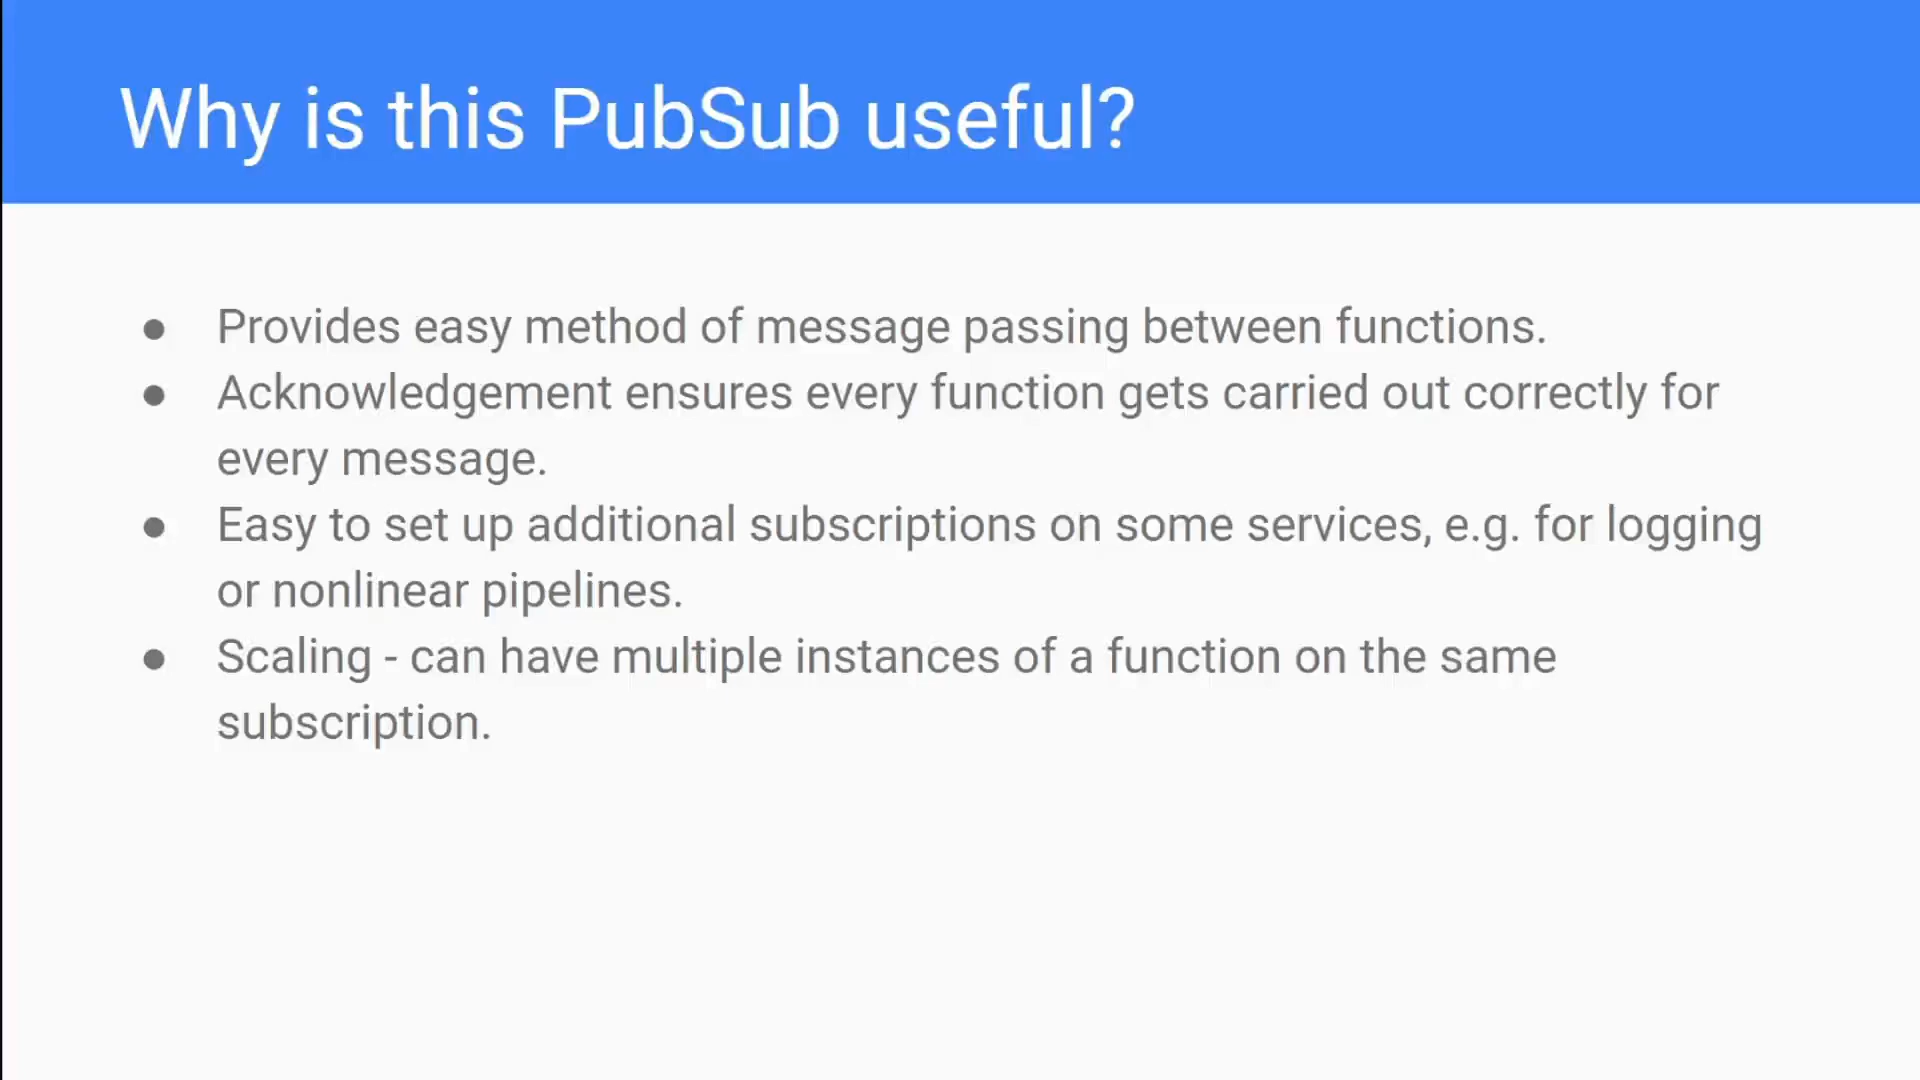 Why is this PubSub useful?
● Provides easy method of message passing between functions.
● Acknowledgement ensures every function gets carried out correctly for
every message.
● Easy to set up additional subscriptions on some services, e.g. for logging
or nonlinear pipelines.
● Scaling - can have multiple instances of a function on the same
subscription.